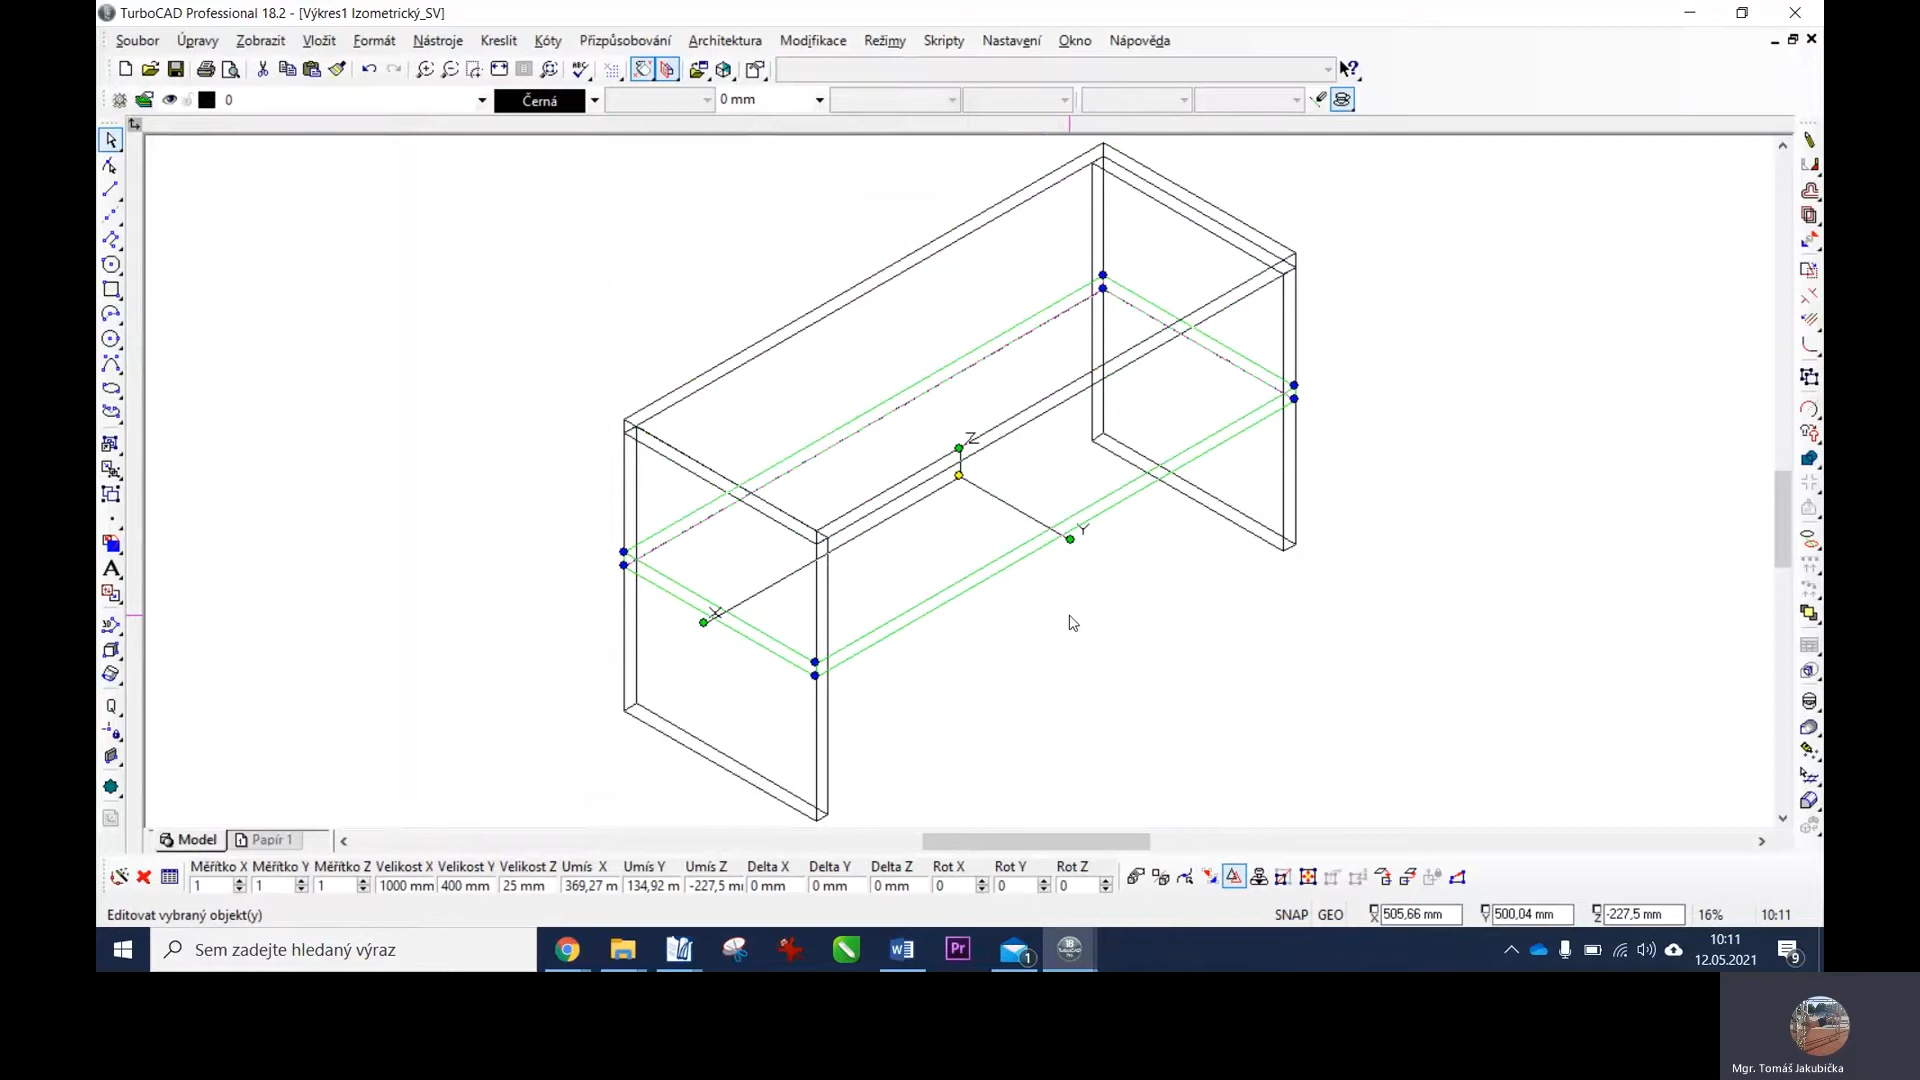 TurboCAD Professional 18.2 - [Výkres1 Izometrický_SV]
Soubor Úpravy Zobrazit Vložit Formát Nástroje Kreslit Kóty Přizpůsobování Architektura Modifikace Režimy Skripty Nastavení Okno Nápověda
0 Černá 0 mm
Z
Y
X
Model Papír 1
Měřítko X Měřítko Y Měřítko Z Velikost X Velikost Y Velikost Z Umís X Umís Y Umís Z Delta X Delta Y Delta Z Rot X Rot Y Rot Z
1 1 1 1000 mm 400 mm 25 mm 369,27 m 134,92 m -227,5 m 0 mm 0 mm 0 mm 0 0 0
Editovat vybraný objekt(y) SNAP GEO X 505,66 mm Y 500,04 mm Z -227,5 mm 16% 10:11
Sem zadejte hledaný výraz
Pr
1
10:11
12.05.2021
9
Mgr. Tomáš Jakubička